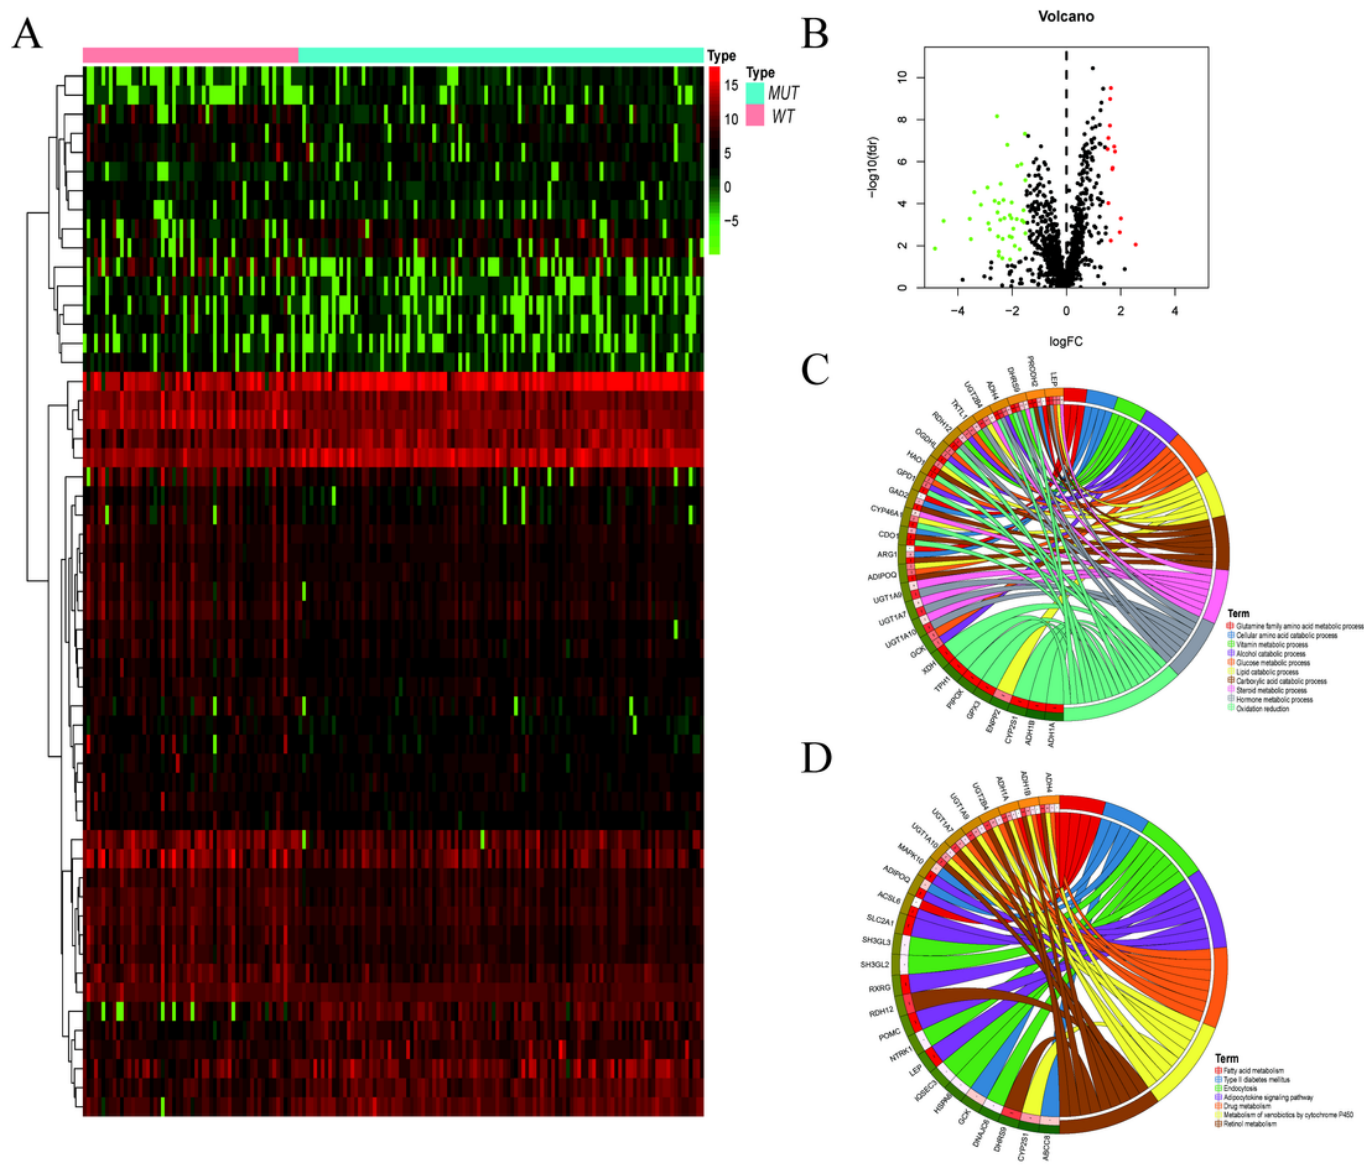 A
Type
15
10
5
0
−5
Type
MUT
WT
B
Volcano
−log10(fdr)
10
8
6
4
2
0
−4
−2
0
2
4
logFC
C
LEP
PRODH2
DHRS9
ADH4
UGT2B4
TKTL1
RDH12
OGDHL
HAO1
GPD1
GAD2
CYP46A1
CDO1
ARG1
ADIPOQ
UGT1A9
UGT1A7
UGT1A10
GCK
XDH
TPH1
PIPOX
GPX3
ENPP2
CYP2S1
ADH1B
ADH1A
Term
Glutamine family amino acid metabolic process
Cellular amino acid catabolic process
Vitamin metabolic process
Alcohol catabolic process
Glucose metabolic process
Lipid catabolic process
Carboxylic acid catabolic process
Steroid metabolic process
Hormone metabolic process
Oxidation reduction
D
ADH4
ADH1B
ADH1A
UGT2B4
UGT1A9
UGT1A7
UGT1A10
MAPK10
ADIPOQ
ACSL6
SLC2A1
SH3GL3
SH3GL2
RXRG
RDH12
POMC
NTRK1
LEP
IQSEC3
HSPA6
GCK
DNAJC6
DHRS9
CYP2S1
ABCC8
Term
Fatty acid metabolism
Type II diabetes mellitus
Endocytosis
Adipocytokine signaling pathway
Drug metabolism
Metabolism of xenobiotics by cytochrome P450
Retinol metabolism